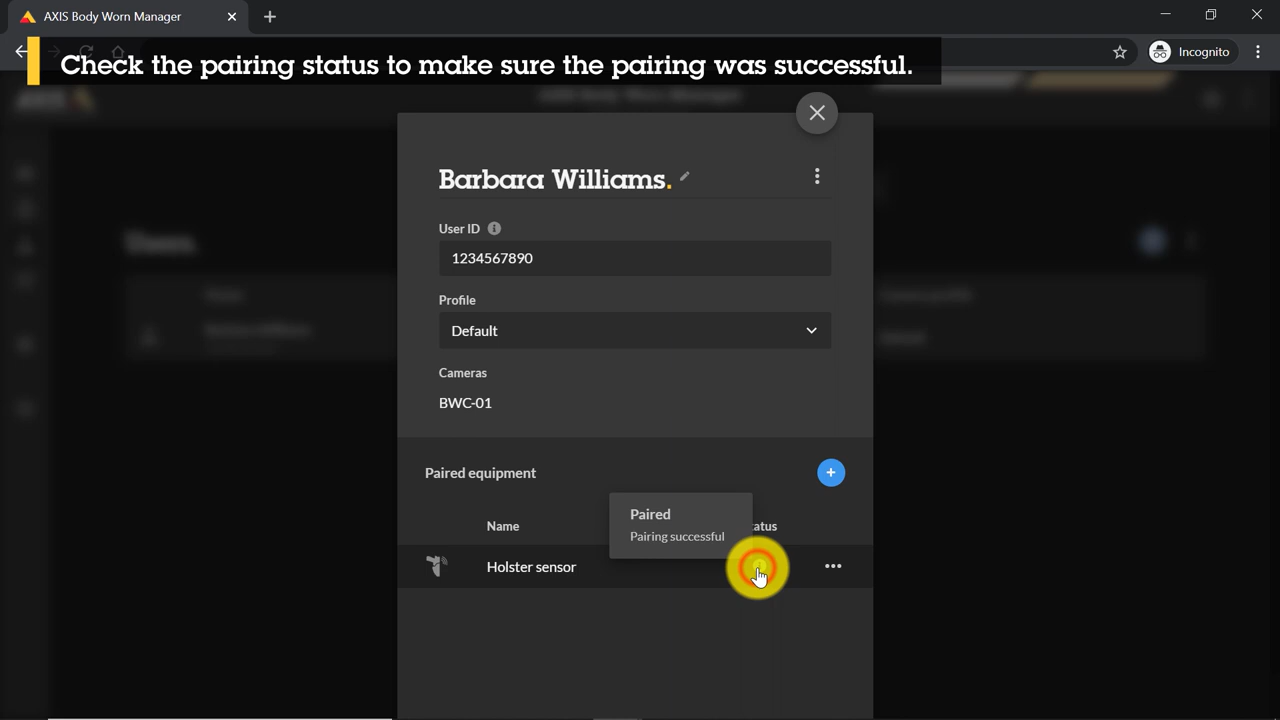 AXIS Body Worn Manager
Incognito
Check the pairing status to make sure the pairing was successful.
Barbara Williams.
User ID
1234567890
Profile
Default
Cameras
BWC-01
Paired equipment
Paired
Pairing successful
Name
atus
Holster sensor